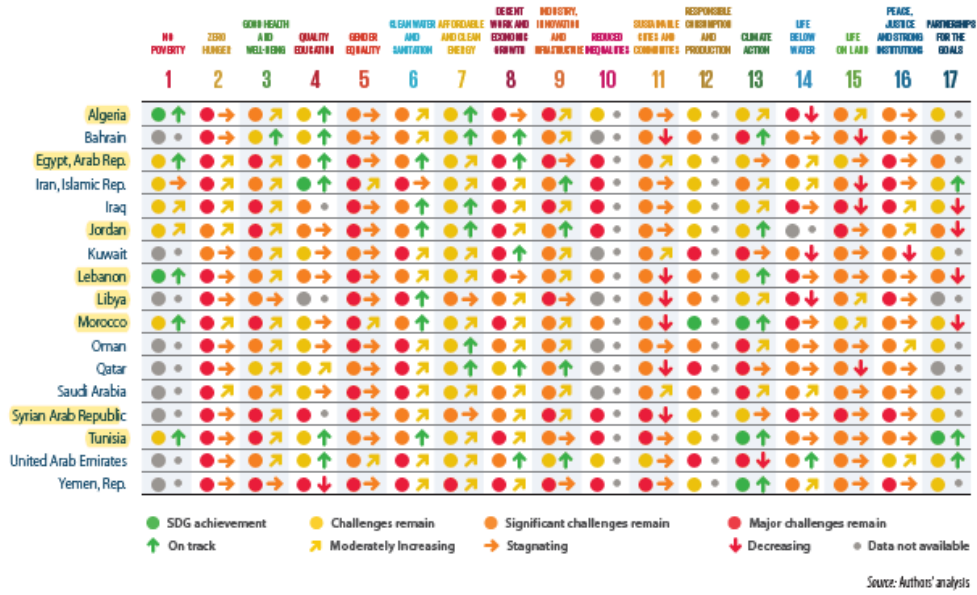 NO POVERTY
ZERO HUNGER
GOOD HEALTH AND WELL-BEING
QUALITY EDUCATION
GENDER EQUALITY
CLEAN WATER AND SANITATION
AFFORDABLE AND CLEAN ENERGY
DECENT WORK AND ECONOMIC GROWTH
INDUSTRY, INNOVATION AND INFRASTRUCTURE
REDUCED INEQUALITIES
SUSTAINABLE CITIES AND COMMUNITIES
RESPONSIBLE CONSUMPTION AND PRODUCTION
CLIMATE ACTION
LIFE BELOW WATER
LIFE ON LAND
PEACE, JUSTICE AND STRONG INSTITUTIONS
PARTNERSHIPS FOR THE GOALS
1 2 3 4 5 6 7 8 9 10 11 12 13 14 15 16 17
Algeria
Bahrain
Egypt, Arab Rep.
Iran, Islamic Rep.
Iraq
Jordan
Kuwait
Lebanon
Libya
Morocco
Oman
Qatar
Saudi Arabia
Syrian Arab Republic
Tunisia
United Arab Emirates
Yemen, Rep.
SDG achievement Challenges remain Significant challenges remain Major challenges remain
On track Moderately Increasing Stagnating Decreasing Data not available
Source: Authors' analysis